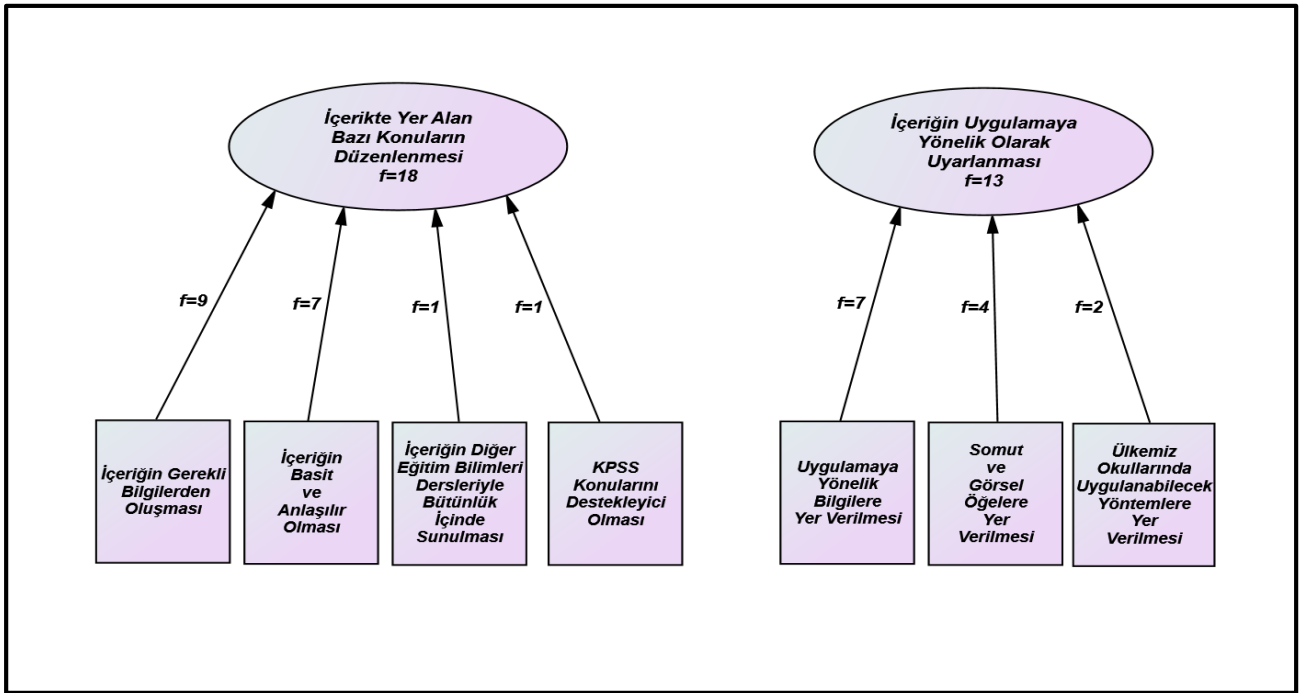 İçerikte Yer Alan
Bazı Konuların
Düzenlenmesi
f=18
İçeriğin Uygulamaya
Yönelik Olarak
Uyarlanması
f=13
f=9
f=7
f=1
f=1
f=7
f=4
f=2
İçeriğin Gerekli
Bilgilerden
Oluşması
İçeriğin
Basit
ve
Anlaşılır
Olması
İçeriğin Diğer
Eğitim Bilimleri
Dersleriyle
Bütünlük
İçinde
Sunulması
KPSS
Konularını
Destekleyici
Olması
Uygulamaya
Yönelik
Bilgilere
Yer Verilmesi
Somut
ve
Görsel
Öğelere
Yer
Verilmesi
Ülkemiz
Okullarında
Uygulanabilecek
Yöntemlere
Yer
Verilmesi